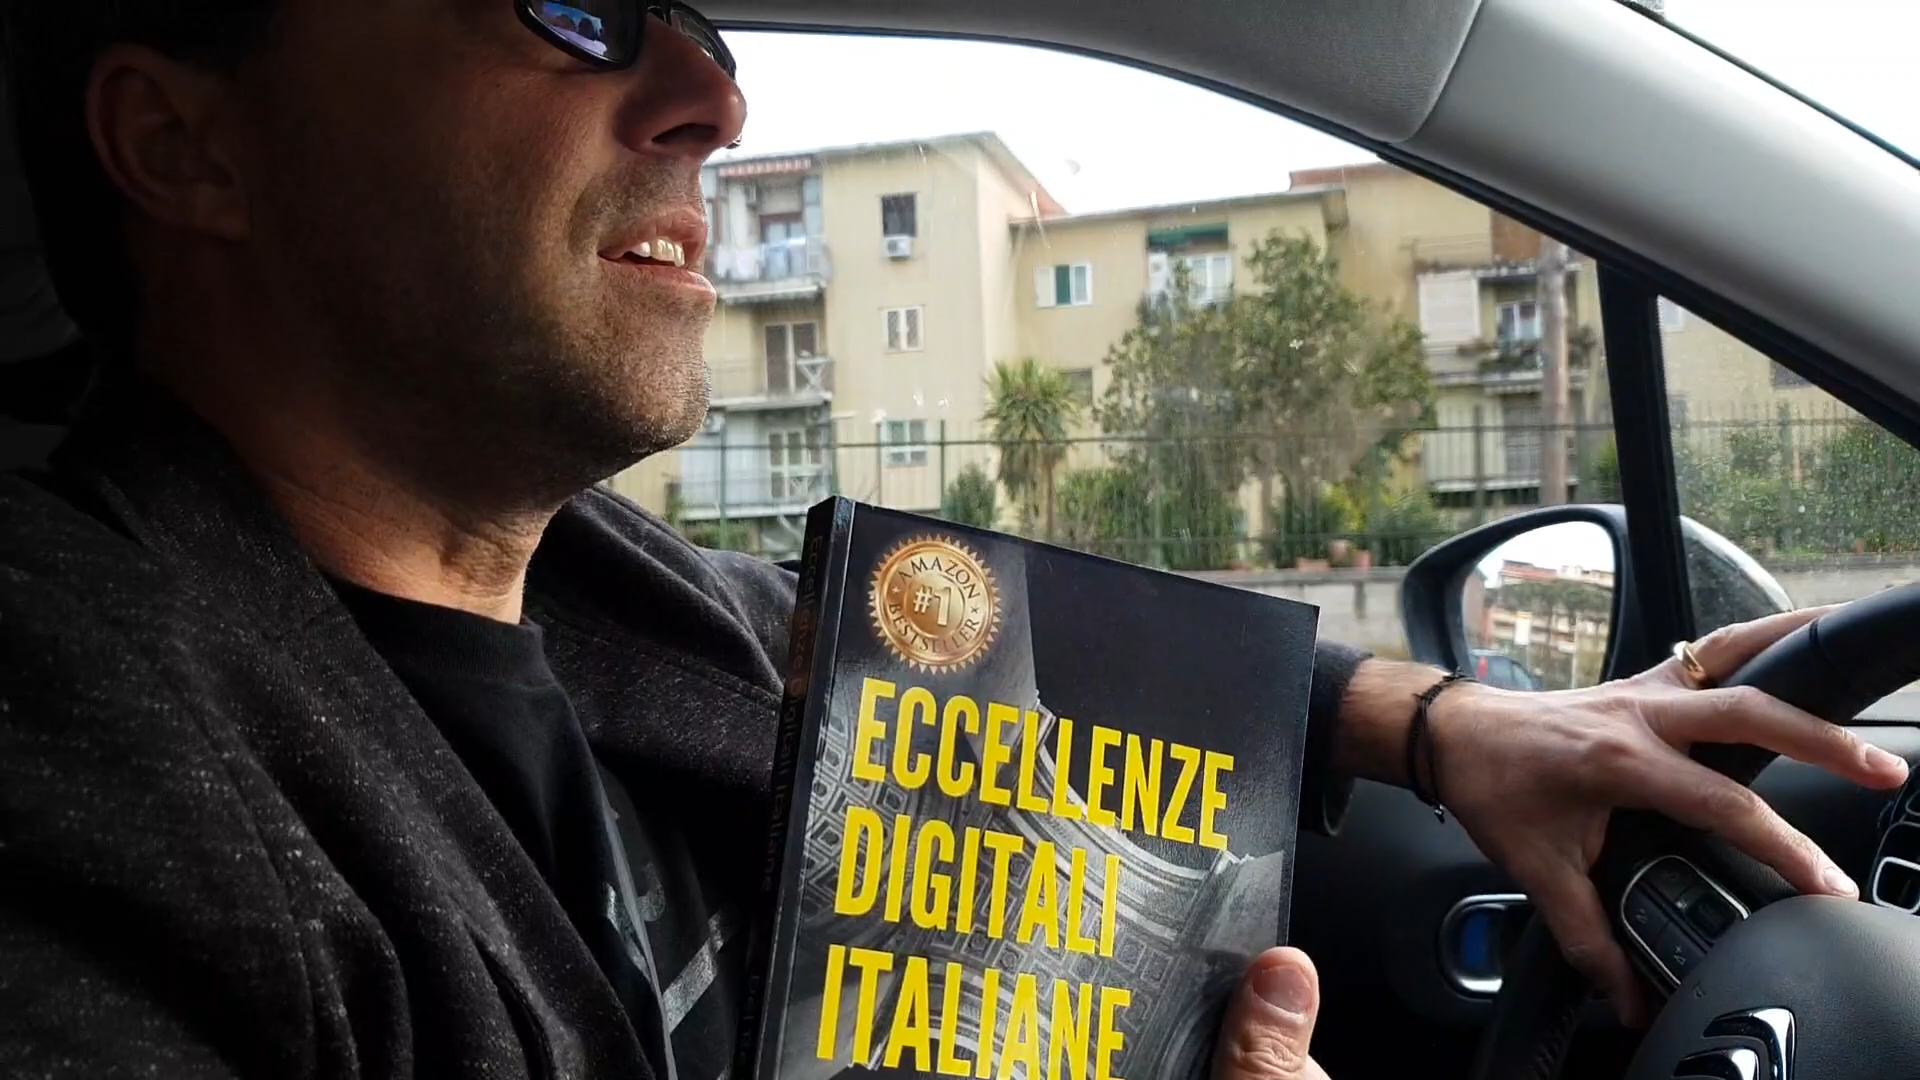 AMAZON
#1
BESTSELLER
ECCELLENZE
DIGITALI
ITALIANE
Eccellenze Digitali Italiane